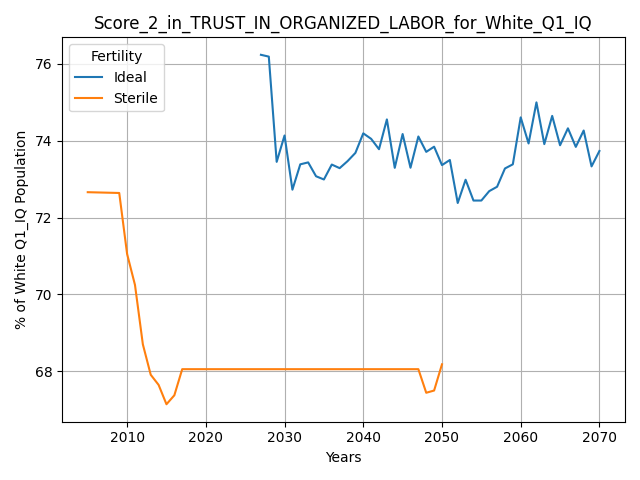 Score_2_in_TRUST_IN_ORGANIZED_LABOR_for_White_Q1_IQ
Fertility
Ideal
Sterile
% of White Q1_IQ Population
76
74
72
70
68
2010 2020 2030 2040 2050 2060 2070
Years